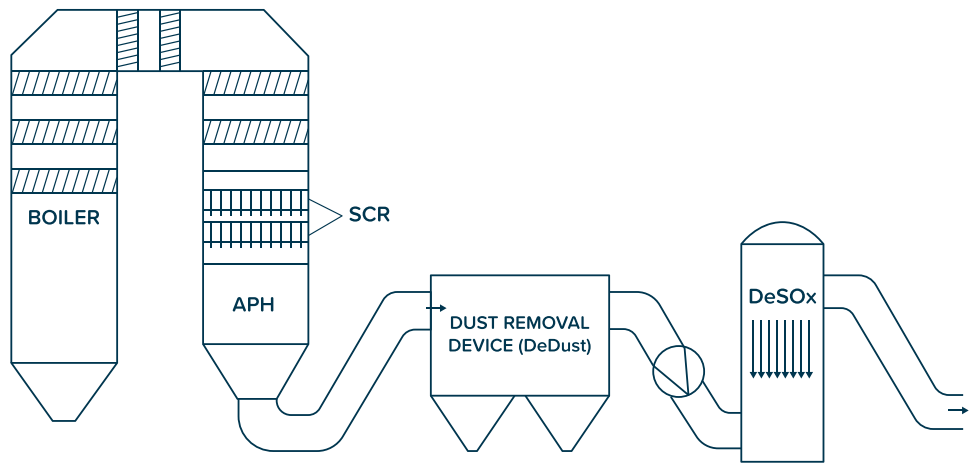 BOILER
SCR
APH
DUST REMOVAL
DEVICE (DeDust)
DeSOx